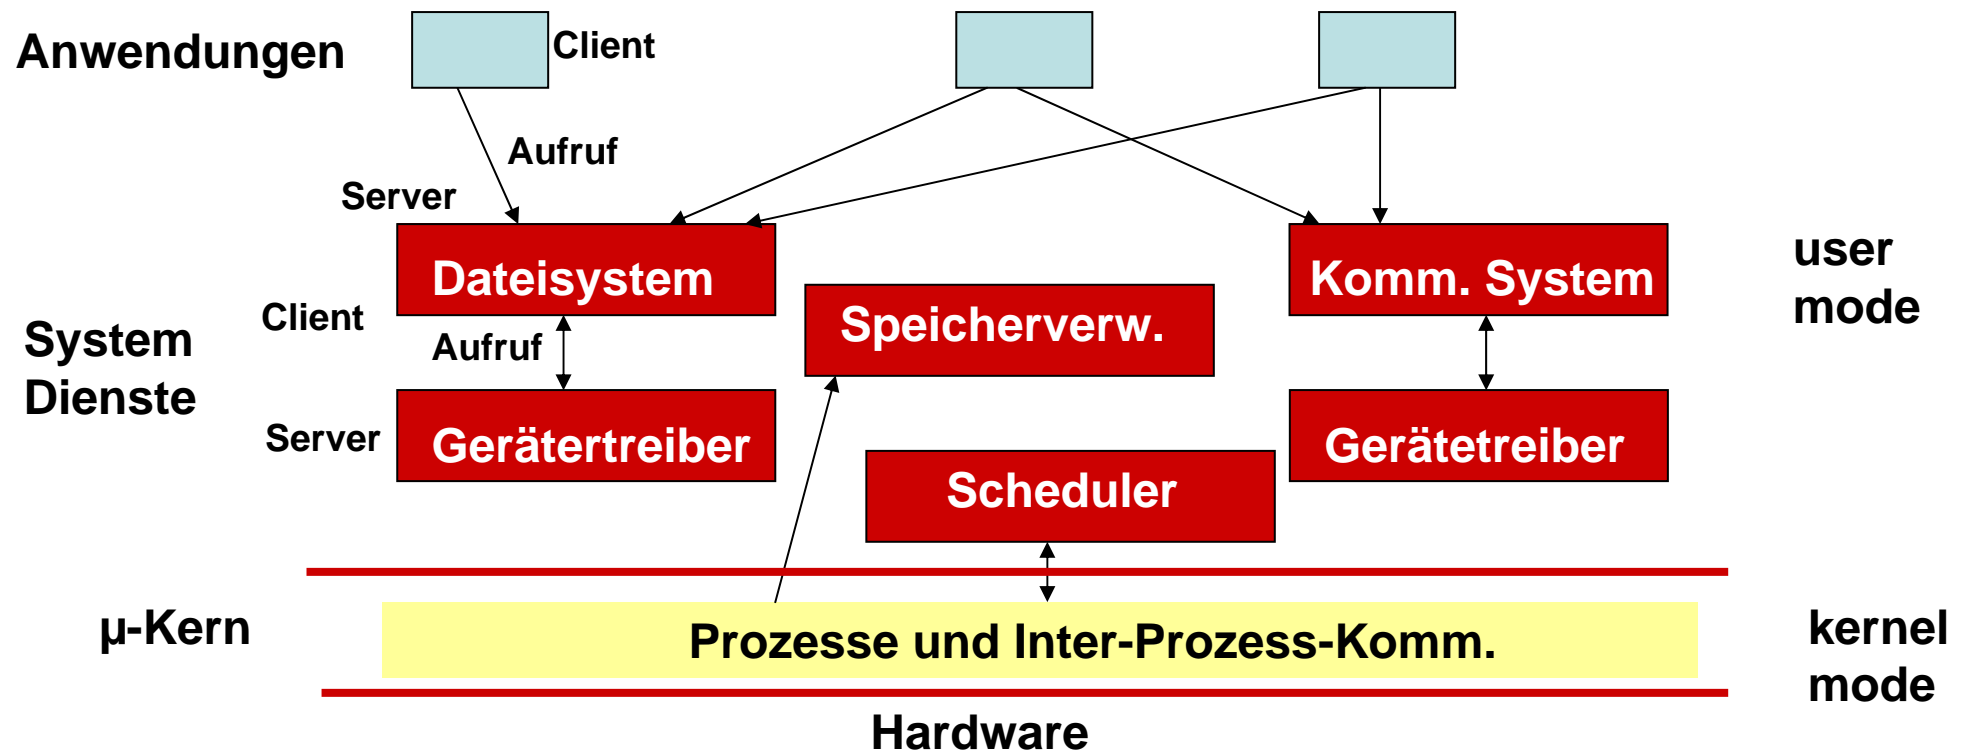 Anwendungen
Client
Aufruf
Server
Dateisystem
Komm. System
user
mode
Client
Speicherverw.
System
Dienste
Aufruf
Server
Gerätertreiber
Gerätetreiber
Scheduler
µ-Kern
Prozesse und Inter-Prozess-Komm.
kernel
mode
Hardware